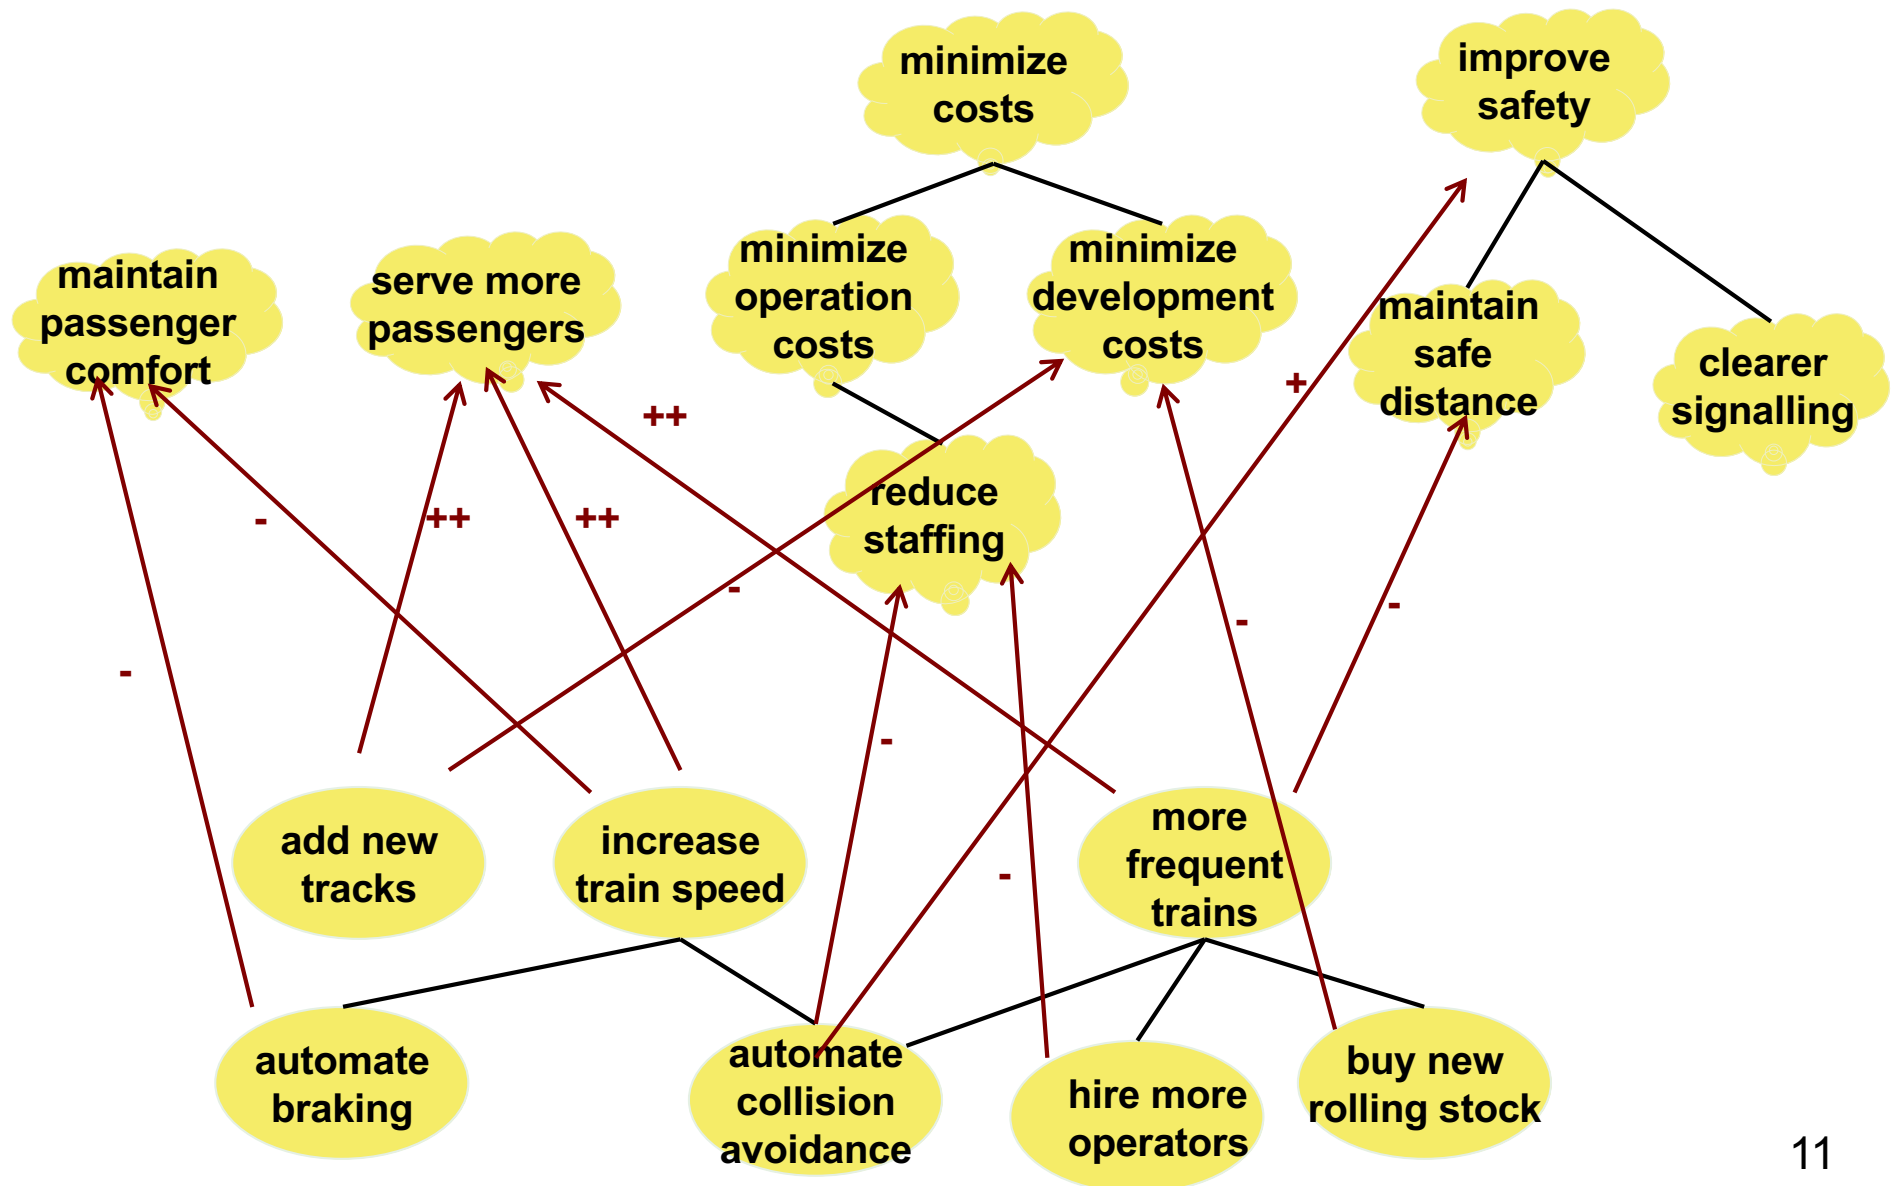 minimize
costs
improve
safety
maintain
passenger
comfort
serve more
passengers
minimize
operation
costs
minimize
development
costs
maintain
safe
distance
clearer
signalling
reduce
staffing
+
++
++
++
-
-
-
-
-
-
-
-
add new
tracks
increase
train speed
more
frequent
trains
automate
braking
automate
collision
avoidance
hire more
operators
buy new
rolling stock
11